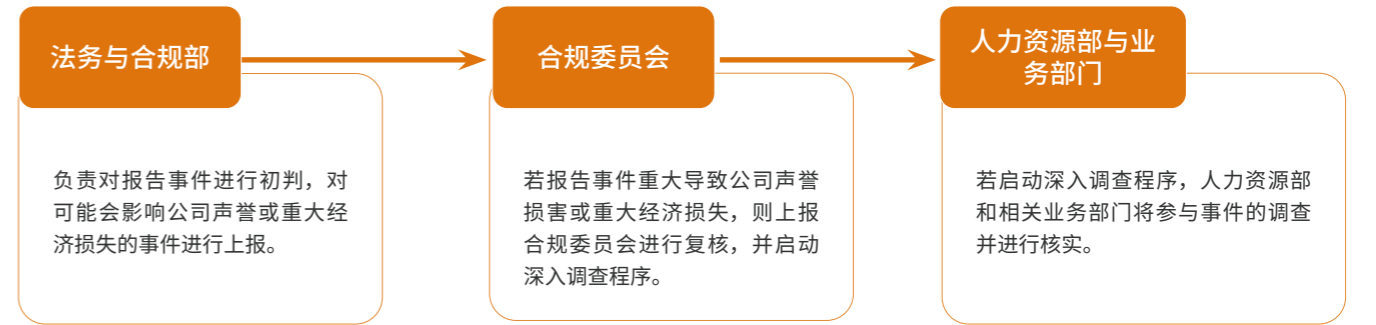 法务与合规部
负责对报告事件进行初判，对
可能会影响公司声誉或重大经
济损失的事件进行上报。
合规委员会
若报告事件重大导致公司声誉
损害或重大经济损失，则上报
合规委员会进行复核，并启动
深入调查程序。
人力资源部与业
务部门
若启动深入调查程序，人力资源部
和相关业务部门将参与事件的调查
并进行核实。